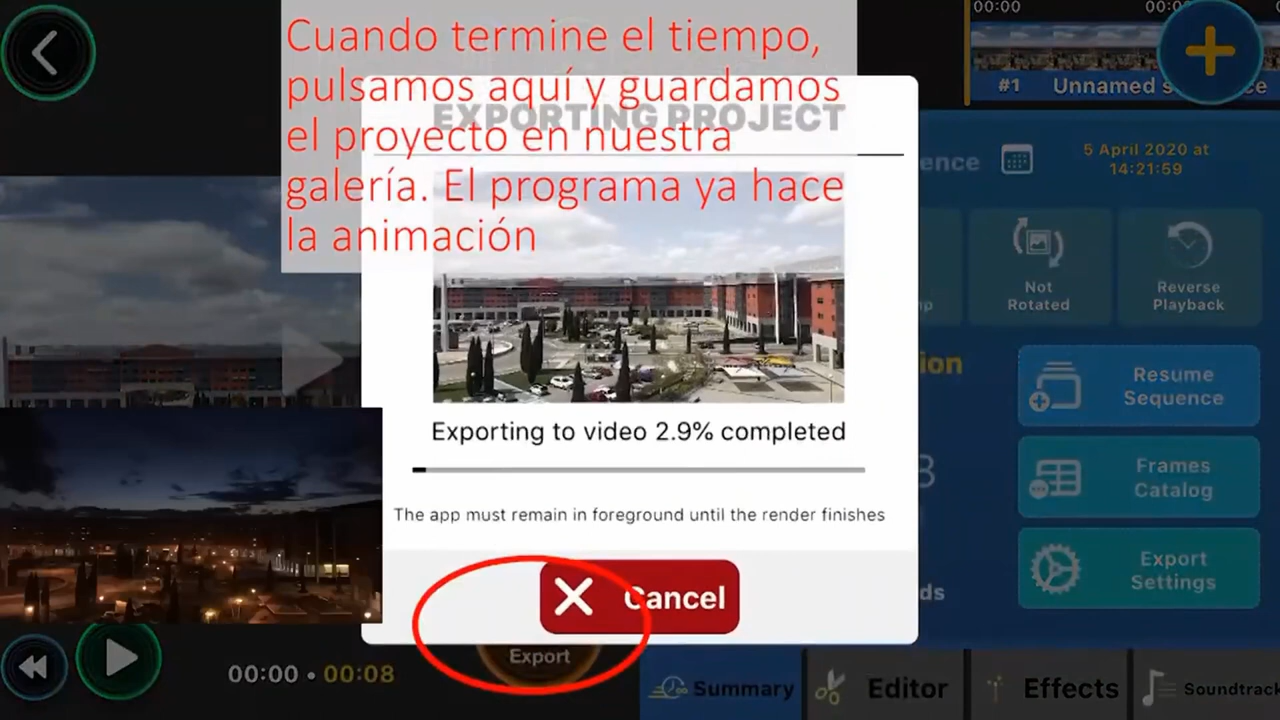 Cuando termine el tiempo,
pulsamos aquí y guardamos
el proyecto en nuestra
galería. El programa ya hace
la animación
EXPORTING PROJECT
Exporting to video 2.9% completed
The app must remain in foreground until the render finishes
Cancel
Export
00:00 • 00:08
00:00
#1 Unnamed
5 April 2020 at
14:21:59
Not
Rotated
Reverse
Playback
Resume
Sequence
Frames
Catalog
Export
Settings
Summary
Editor
Effects
Soundtrack